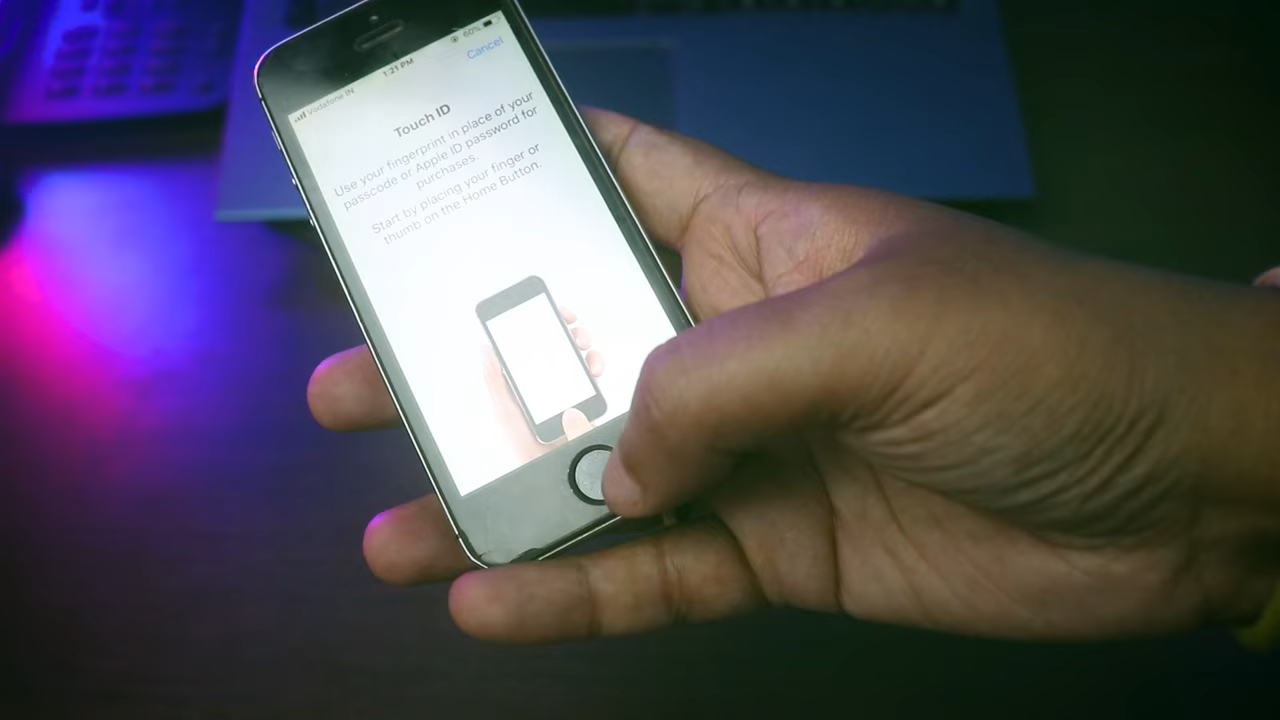 Vodafone IN 1:21 PM 60%
Cancel
Touch ID
Use your fingerprint in place of your
passcode or Apple ID password for
purchases.
Start by placing your finger or
thumb on the Home Button.